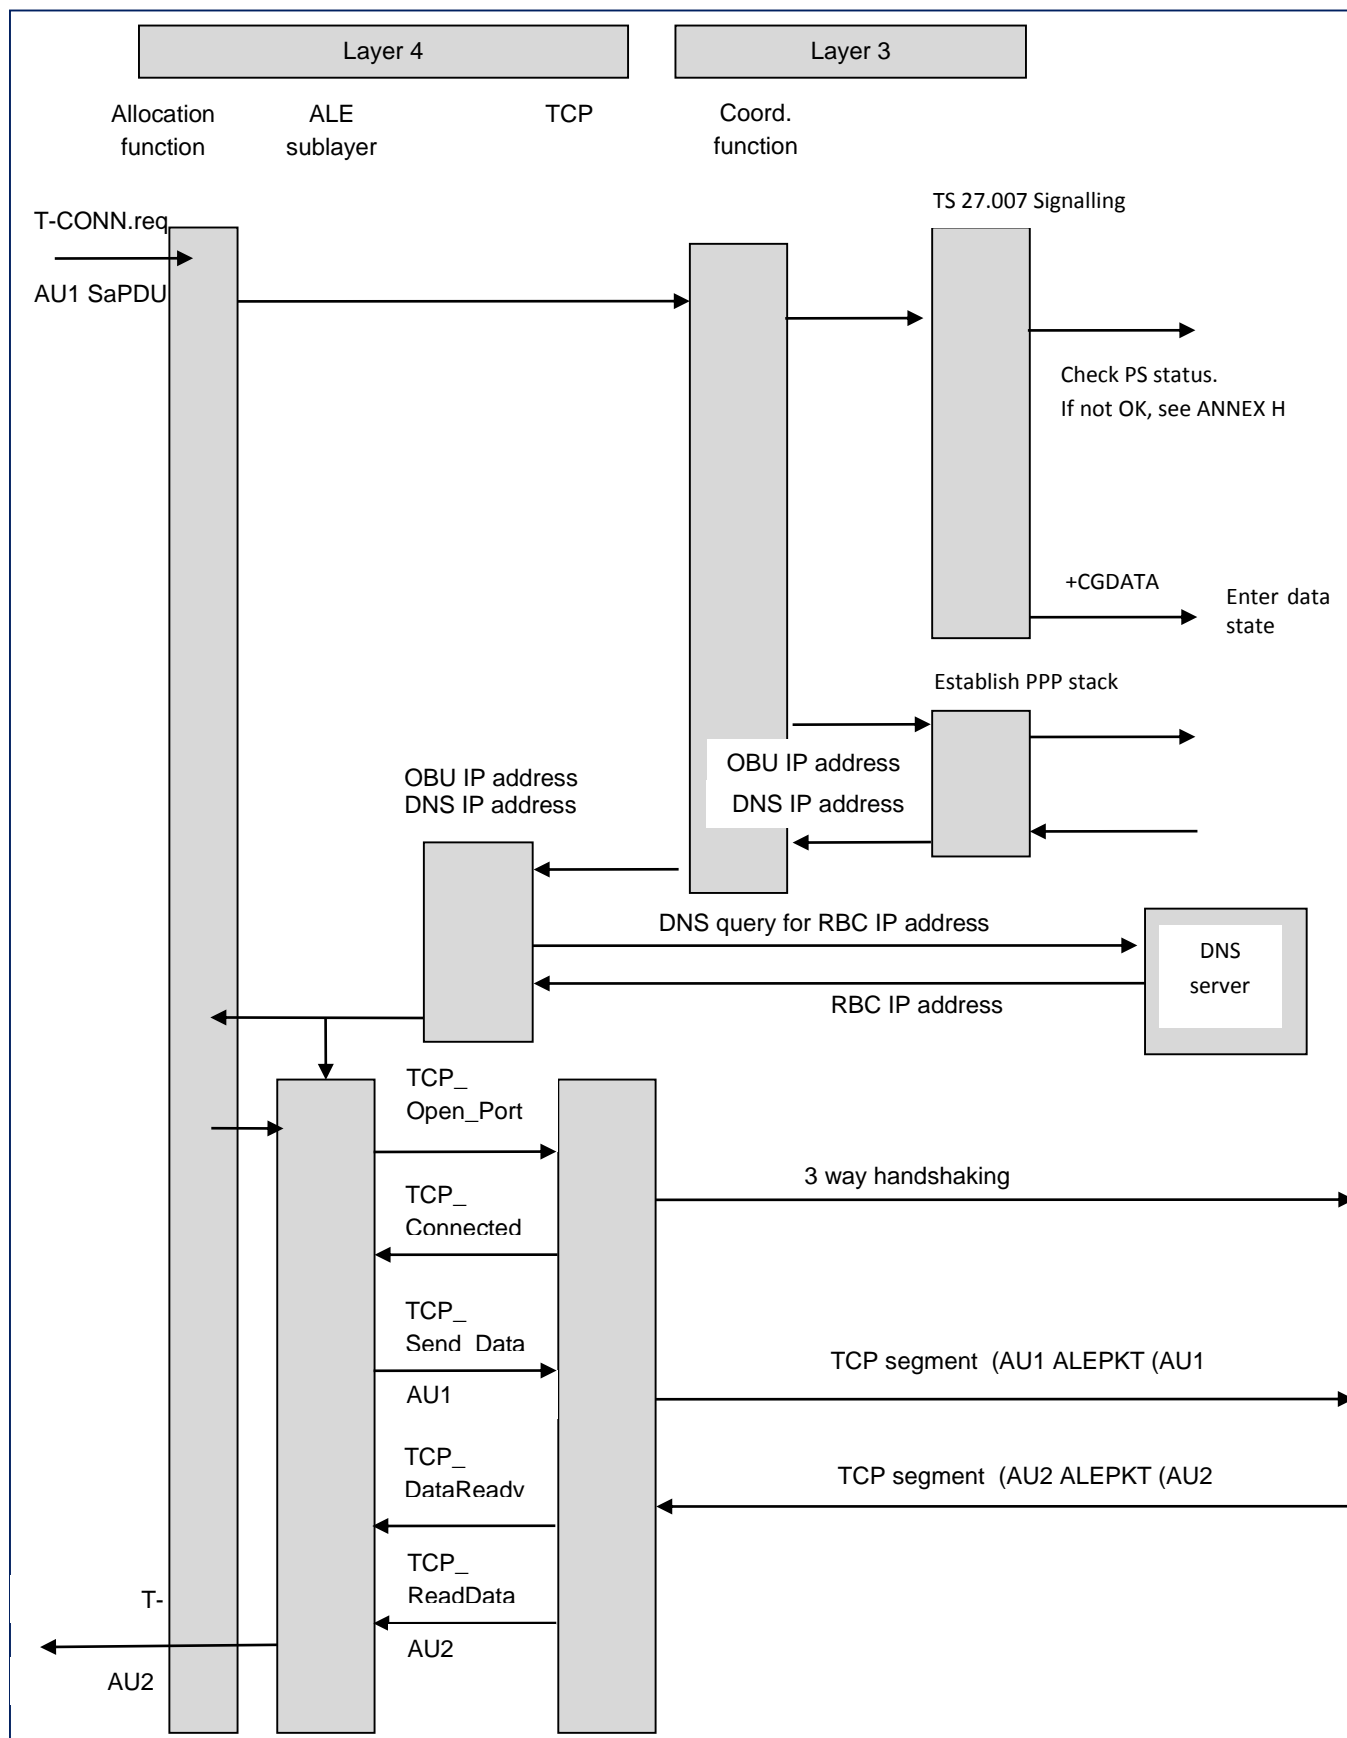 Layer 4
Layer 3
Allocation
function
ALE
sublayer
TCP
Coord.
function
TS 27.007 Signalling
T-CONN.req
AU1 SaPDU
Check PS status.
If not OK, see ANNEX H
+CGDATA
Enter data
state
Establish PPP stack
OBU IP address
DNS IP address
OBU IP address
DNS IP address
DNS query for RBC IP address
DNS
server
RBC IP address
TCP_
Open_Port
3 way handshaking
TCP_
Connected
TCP_
Send_Data
AU1
TCP segment (AU1 ALEPKT (AU1
TCP_
DataReady
TCP segment (AU2 ALEPKT (AU2
TCP_
ReadData
AU2
T-
AU2